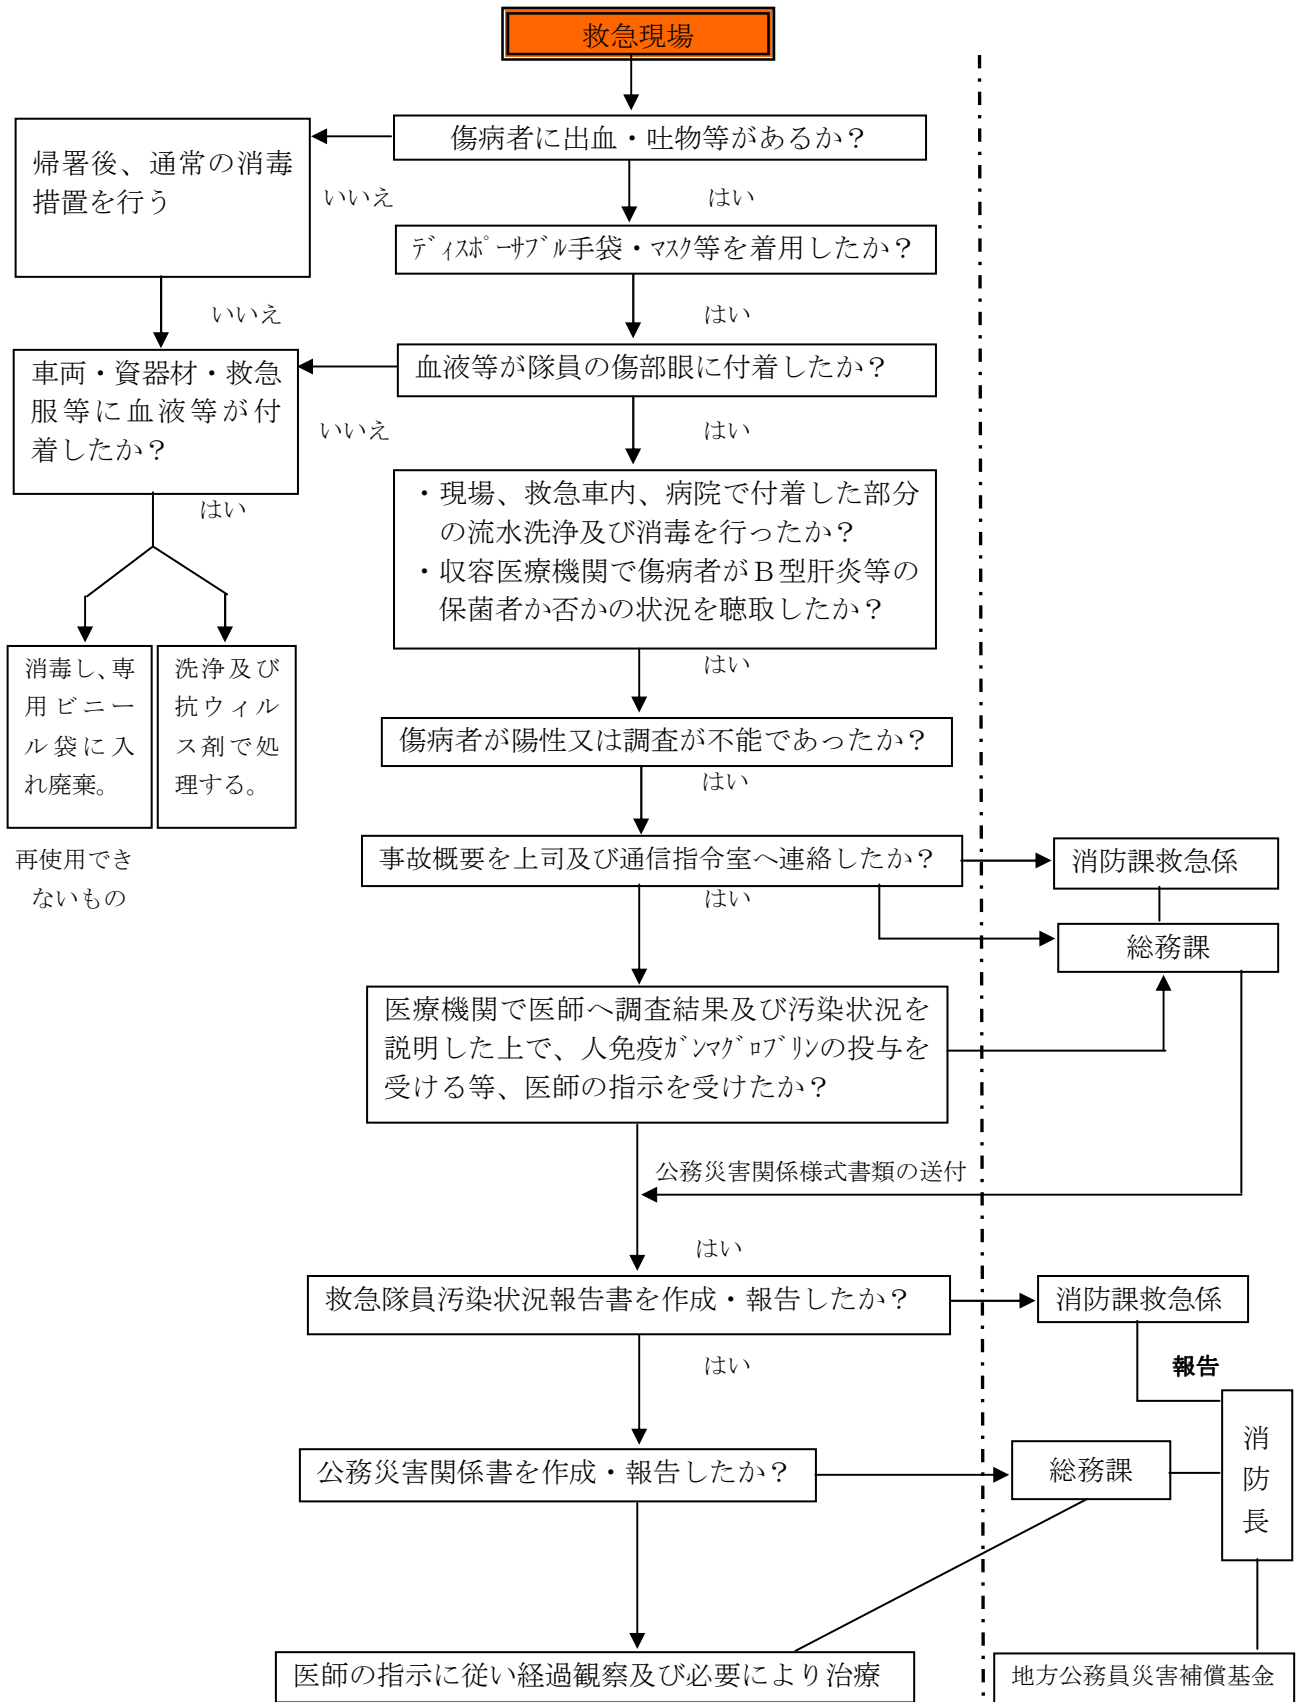 救急現場
傷病者に出血・吐物等があるか？
帰署後、通常の消毒
措置を行う
いいえ
はい
ディスポーサブル手袋・マスク等を着用したか？
いいえ
はい
車両・資器材・救急
服等に血液等が付
着したか？
血液等が隊員の傷部眼に付着したか？
いいえ
はい
はい
・現場、救急車内、病院で付着した部分
の流水洗浄及び消毒を行ったか？
・収容医療機関で傷病者がＢ型肝炎等の
保菌者か否かの状況を聴取したか？
はい
消毒し、専
用ビニー
ル袋に入
れ廃棄。
洗浄及び
抗ウィル
ス剤で処
理する。
再使用でき
ないもの
傷病者が陽性又は調査が不能であったか？
はい
事故概要を上司及び通信指令室へ連絡したか？
はい
消防課救急係
総務課
医療機関で医師へ調査結果及び汚染状況を
説明した上で、人免疫ガンマグロブリンの投与を
受ける等、医師の指示を受けたか？
公務災害関係様式書類の送付
はい
救急隊員汚染状況報告書を作成・報告したか？
消防課救急係
はい
報告
消防長
公務災害関係書を作成・報告したか？
総務課
医師の指示に従い経過観察及び必要により治療
地方公務員災害補償基金